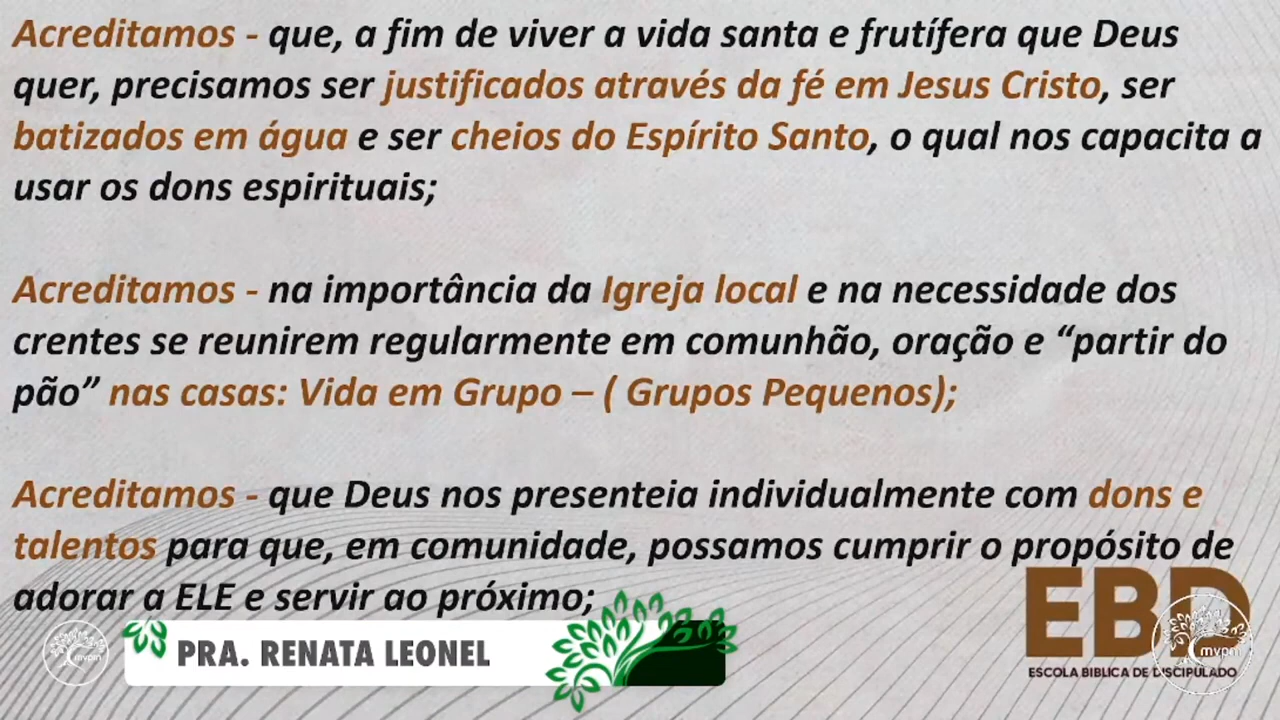 Acreditamos - que, a fim de viver a vida santa e frutífera que Deus
quer, precisamos ser justificados através da fé em Jesus Cristo, ser
batizados em água e ser cheios do Espírito Santo, o qual nos capacita a
usar os dons espirituais;
Acreditamos - na importância da Igreja local e na necessidade dos
crentes se reunirem regularmente em comunhão, oração e “partir do
pão” nas casas: Vida em Grupo – ( Grupos Pequenos);
Acreditamos - que Deus nos presenteia individualmente com dons e
talentos para que, em comunidade, possamos cumprir o propósito de
adorar a ELE e servir ao próximo;
PRA. RENATA LEONEL
mvpm
EBD
mvpm
ESCOLA BIBLICA DE DISCIPULADO